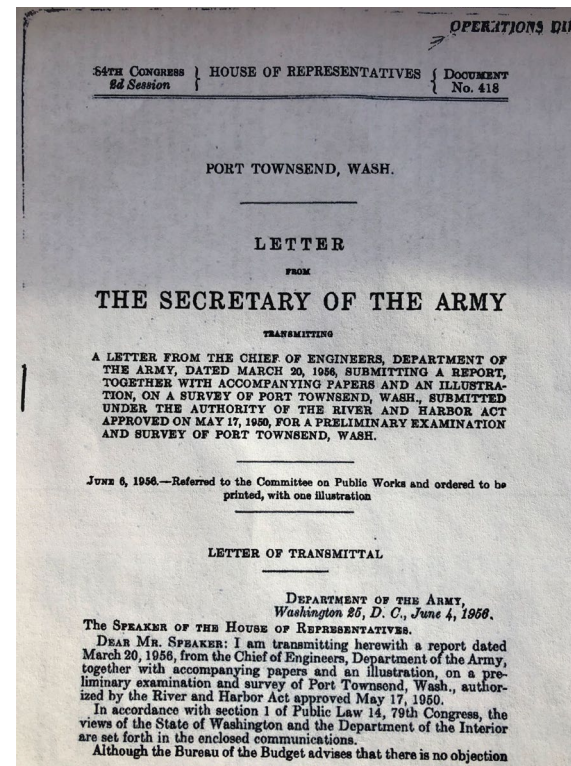 OPERATIONS DI
84TH CONGRESS } HOUSE OF REPRESENTATIVES { DOCUMENT
2d Session } { No. 418
PORT TOWNSEND, WASH.
LETTER
FROM
THE SECRETARY OF THE ARMY
TRANSMITTING
A LETTER FROM THE CHIEF OF ENGINEERS, DEPARTMENT OF
THE ARMY, DATED MARCH 20, 1956, SUBMITTING A REPORT,
TOGETHER WITH ACCOMPANYING PAPERS AND AN ILLUSTRA-
TION, ON A SURVEY OF PORT TOWNSEND, WASH., SUBMITTED
UNDER THE AUTHORITY OF THE RIVER AND HARBOR ACT
APPROVED ON MAY 17, 1950, FOR A PRELIMINARY EXAMINATION
AND SURVEY OF PORT TOWNSEND, WASH.
JUNE 6, 1956.—Referred to the Committee on Public Works and ordered to be
printed, with one illustration
LETTER OF TRANSMITTAL
DEPARTMENT OF THE ARMY,
Washington 25, D. C., June 4, 1956.
The SPEAKER OF THE HOUSE OF REPRESENTATIVES.
DEAR MR. SPEAKER: I am transmitting herewith a report dated
March 20, 1956, from the Chief of Engineers, Department of the Army,
together with accompanying papers and an illustration, on a pre-
liminary examination and survey of Port Townsend, Wash., author-
ized by the River and Harbor Act approved May 17, 1950.
In accordance with section 1 of Public Law 14, 79th Congress, the
views of the State of Washington and the Department of the Interior
are set forth in the enclosed communications.
Although the Bureau of the Budget advises that there is no objection